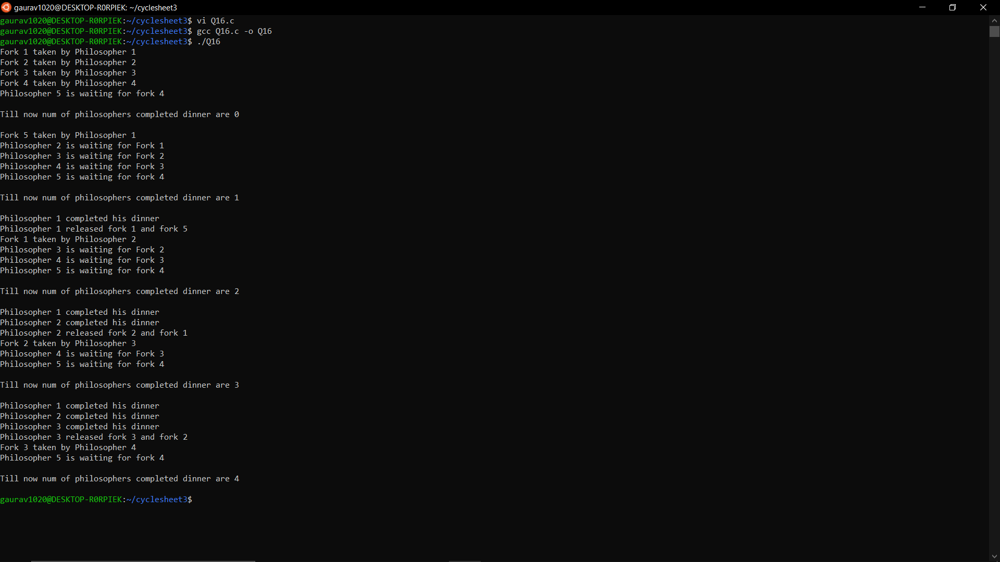 gaurav1020@DESKTOP-R0RPIEK: ~/cyclesheet3
gaurav1020@DESKTOP-R0RPIEK:~/cyclesheet3$ vi Q16.c
gaurav1020@DESKTOP-R0RPIEK:~/cyclesheet3$ gcc Q16.c -o Q16
gaurav1020@DESKTOP-R0RPIEK:~/cyclesheet3$ ./Q16
Fork 1 taken by Philosopher 1
Fork 2 taken by Philosopher 2
Fork 3 taken by Philosopher 3
Fork 4 taken by Philosopher 4
Philosopher 5 is waiting for fork 4
Till now num of philosophers completed dinner are 0
Fork 5 taken by Philosopher 1
Philosopher 2 is waiting for Fork 1
Philosopher 3 is waiting for Fork 2
Philosopher 4 is waiting for Fork 3
Philosopher 5 is waiting for fork 4
Till now num of philosophers completed dinner are 1
Philosopher 1 completed his dinner
Philosopher 1 released fork 1 and fork 5
Fork 1 taken by Philosopher 2
Philosopher 3 is waiting for Fork 2
Philosopher 4 is waiting for Fork 3
Philosopher 5 is waiting for fork 4
Till now num of philosophers completed dinner are 2
Philosopher 1 completed his dinner
Philosopher 2 completed his dinner
Philosopher 2 released fork 2 and fork 1
Fork 2 taken by Philosopher 3
Philosopher 4 is waiting for Fork 3
Philosopher 5 is waiting for fork 4
Till now num of philosophers completed dinner are 3
Philosopher 1 completed his dinner
Philosopher 2 completed his dinner
Philosopher 3 completed his dinner
Philosopher 3 released fork 3 and fork 2
Fork 3 taken by Philosopher 4
Philosopher 5 is waiting for fork 4
Till now num of philosophers completed dinner are 4
gaurav1020@DESKTOP-R0RPIEK:~/cyclesheet3$